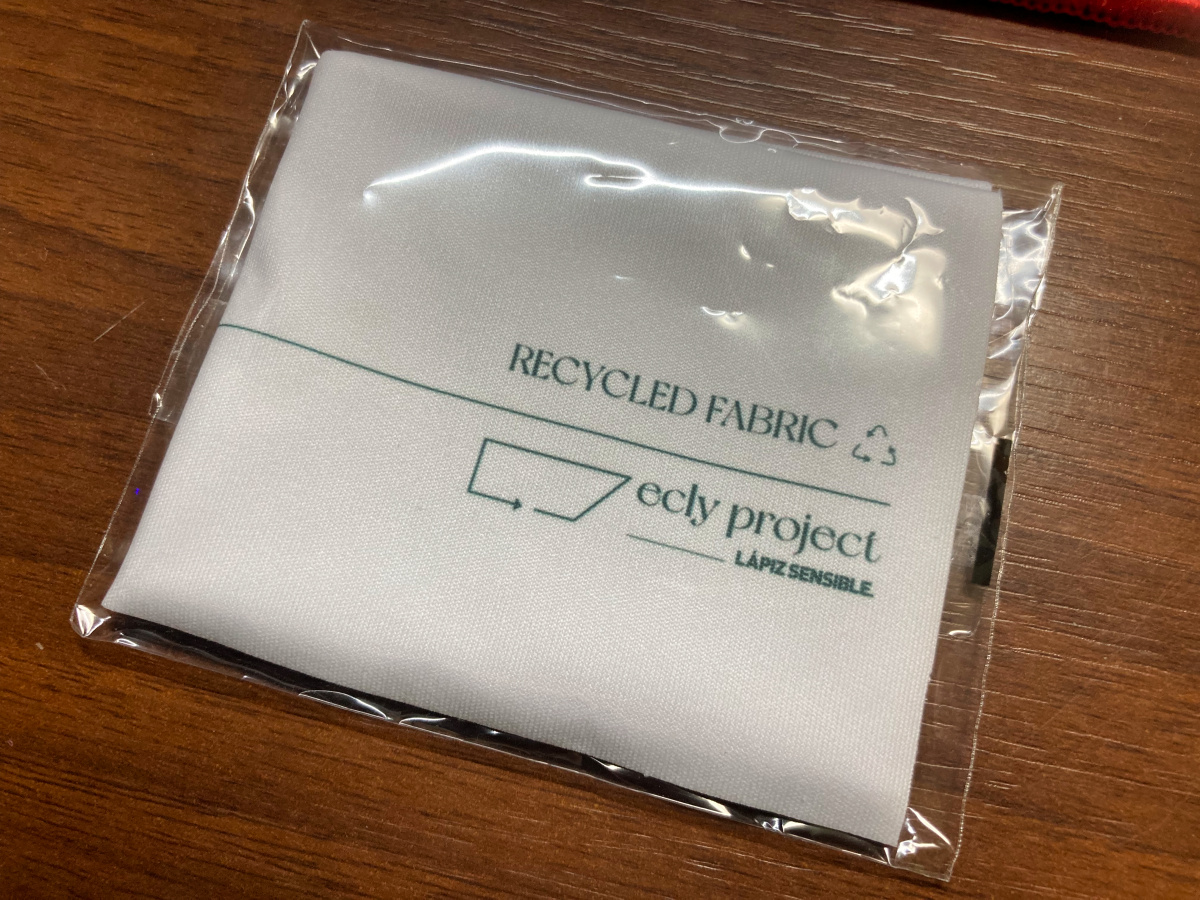 RECYCLED FABRIC
ecly project
LÁPIZ SENSIBLE.